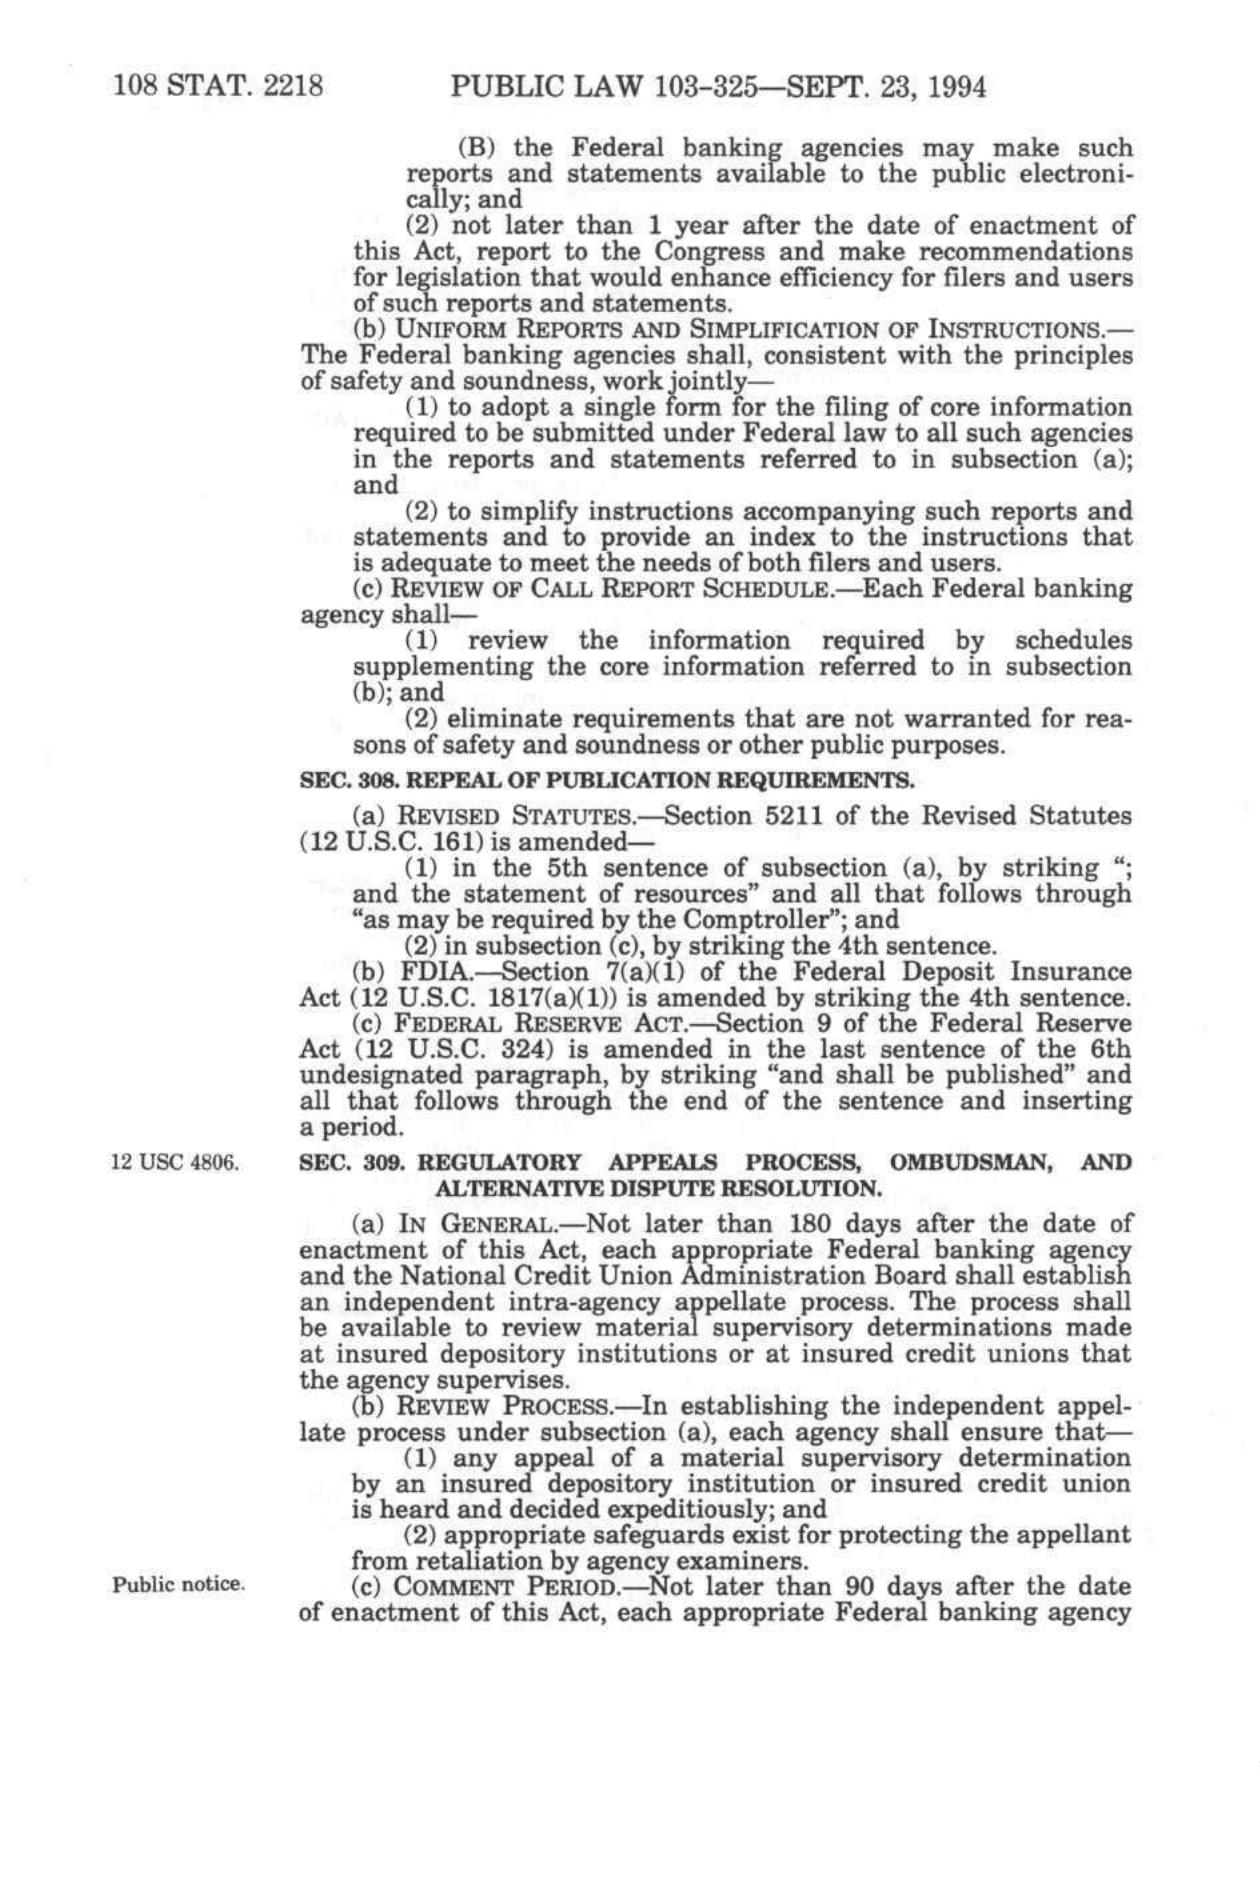 108 STAT. 2218 PUBLIC LAW 103–325—SEPT. 23, 1994
(B) the Federal banking agencies may make such
reports and statements available to the public electroni-
cally; and
(2) not later than 1 year after the date of enactment of
this Act, report to the Congress and make recommendations
for legislation that would enhance efficiency for filers and users
of such reports and statements.
(b) UNIFORM REPORTS AND SIMPLIFICATION OF INSTRUCTIONS.—
The Federal banking agencies shall, consistent with the principles
of safety and soundness, work jointly—
(1) to adopt a single form for the filing of core information
required to be submitted under Federal law to all such agencies
in the reports and statements referred to in subsection (a);
and
(2) to simplify instructions accompanying such reports and
statements and to provide an index to the instructions that
is adequate to meet the needs of both filers and users.
(c) REVIEW OF CALL REPORT SCHEDULE.—Each Federal banking
agency shall—
(1) review the information required by schedules
supplementing the core information referred to in subsection
(b); and
(2) eliminate requirements that are not warranted for rea-
sons of safety and soundness or other public purposes.
SEC. 308. REPEAL OF PUBLICATION REQUIREMENTS.
(a) REVISED STATUTES.—Section 5211 of the Revised Statutes
(12 U.S.C. 161) is amended—
(1) in the 5th sentence of subsection (a), by striking “;
and the statement of resources” and all that follows through
“as may be required by the Comptroller”; and
(2) in subsection (c), by striking the 4th sentence.
(b) FDIA.—Section 7(a)(1) of the Federal Deposit Insurance
Act (12 U.S.C. 1817(a)(1)) is amended by striking the 4th sentence.
(c) FEDERAL RESERVE ACT.—Section 9 of the Federal Reserve
Act (12 U.S.C. 324) is amended in the last sentence of the 6th
undesignated paragraph, by striking “and shall be published” and
all that follows through the end of the sentence and inserting
a period.
12 USC 4806. SEC. 309. REGULATORY APPEALS PROCESS, OMBUDSMAN, AND
ALTERNATIVE DISPUTE RESOLUTION.
(a) IN GENERAL.—Not later than 180 days after the date of
enactment of this Act, each appropriate Federal banking agency
and the National Credit Union Administration Board shall establish
an independent intra-agency appellate process. The process shall
be available to review material supervisory determinations made
at insured depository institutions or at insured credit unions that
the agency supervises.
(b) REVIEW PROCESS.—In establishing the independent appel-
late process under subsection (a), each agency shall ensure that—
(1) any appeal of a material supervisory determination
by an insured depository institution or insured credit union
is heard and decided expeditiously; and
(2) appropriate safeguards exist for protecting the appellant
from retaliation by agency examiners.
Public notice. (c) COMMENT PERIOD.—Not later than 90 days after the date
of enactment of this Act, each appropriate Federal banking agency